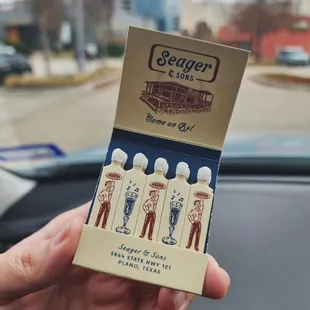 Seager
& SONS
Come on By!
Seager & Sons
5864 STATE HWY 121
PLANO, TEXAS